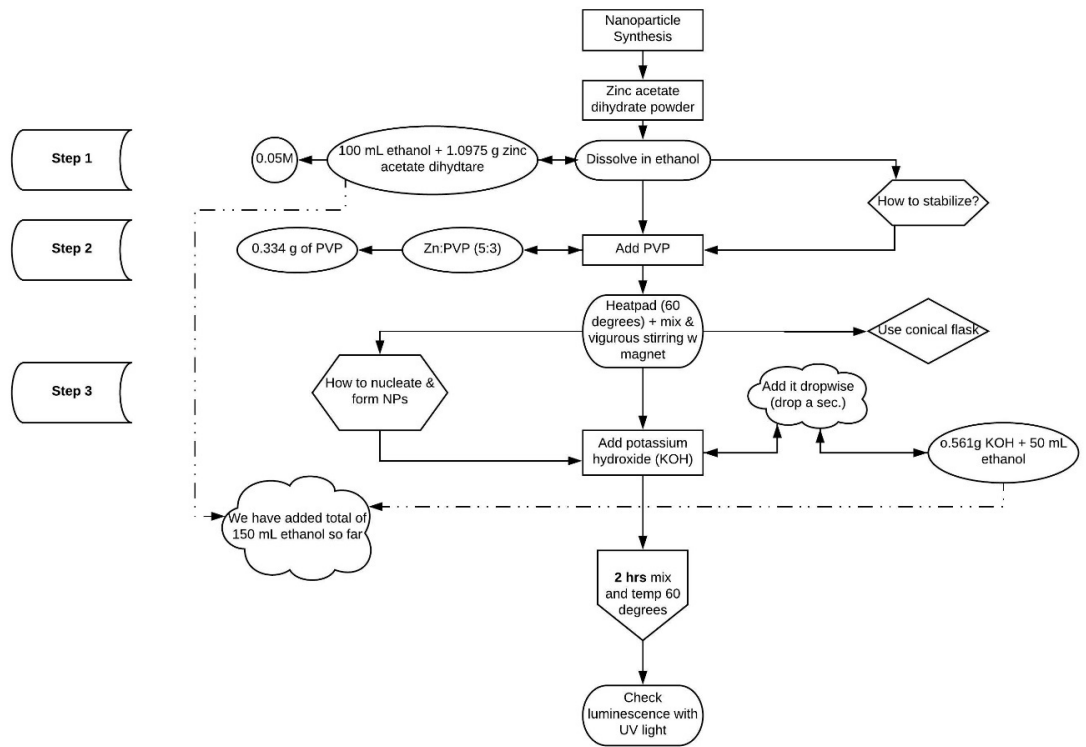 Nanoparticle
Synthesis
Zinc acetate
dihydrate powder
Step 1
0.05M
100 mL ethanol + 1.0975 g zinc
acetate dihydtare
Dissolve in ethanol
How to stabilize?
Step 2
0.334 g of PVP
Zn:PVP (5:3)
Add PVP
Heatpad (60
degrees) + mix &
vigurous stirring w
magnet
Use conical flask
Step 3
How to nucleate &
form NPs
Add it dropwise
(drop a sec.)
Add potassium
hydroxide (KOH)
o.561g KOH + 50 mL
ethanol
We have added total of
150 mL ethanol so far
2 hrs mix
and temp 60
degrees
Check
luminescence with
UV light